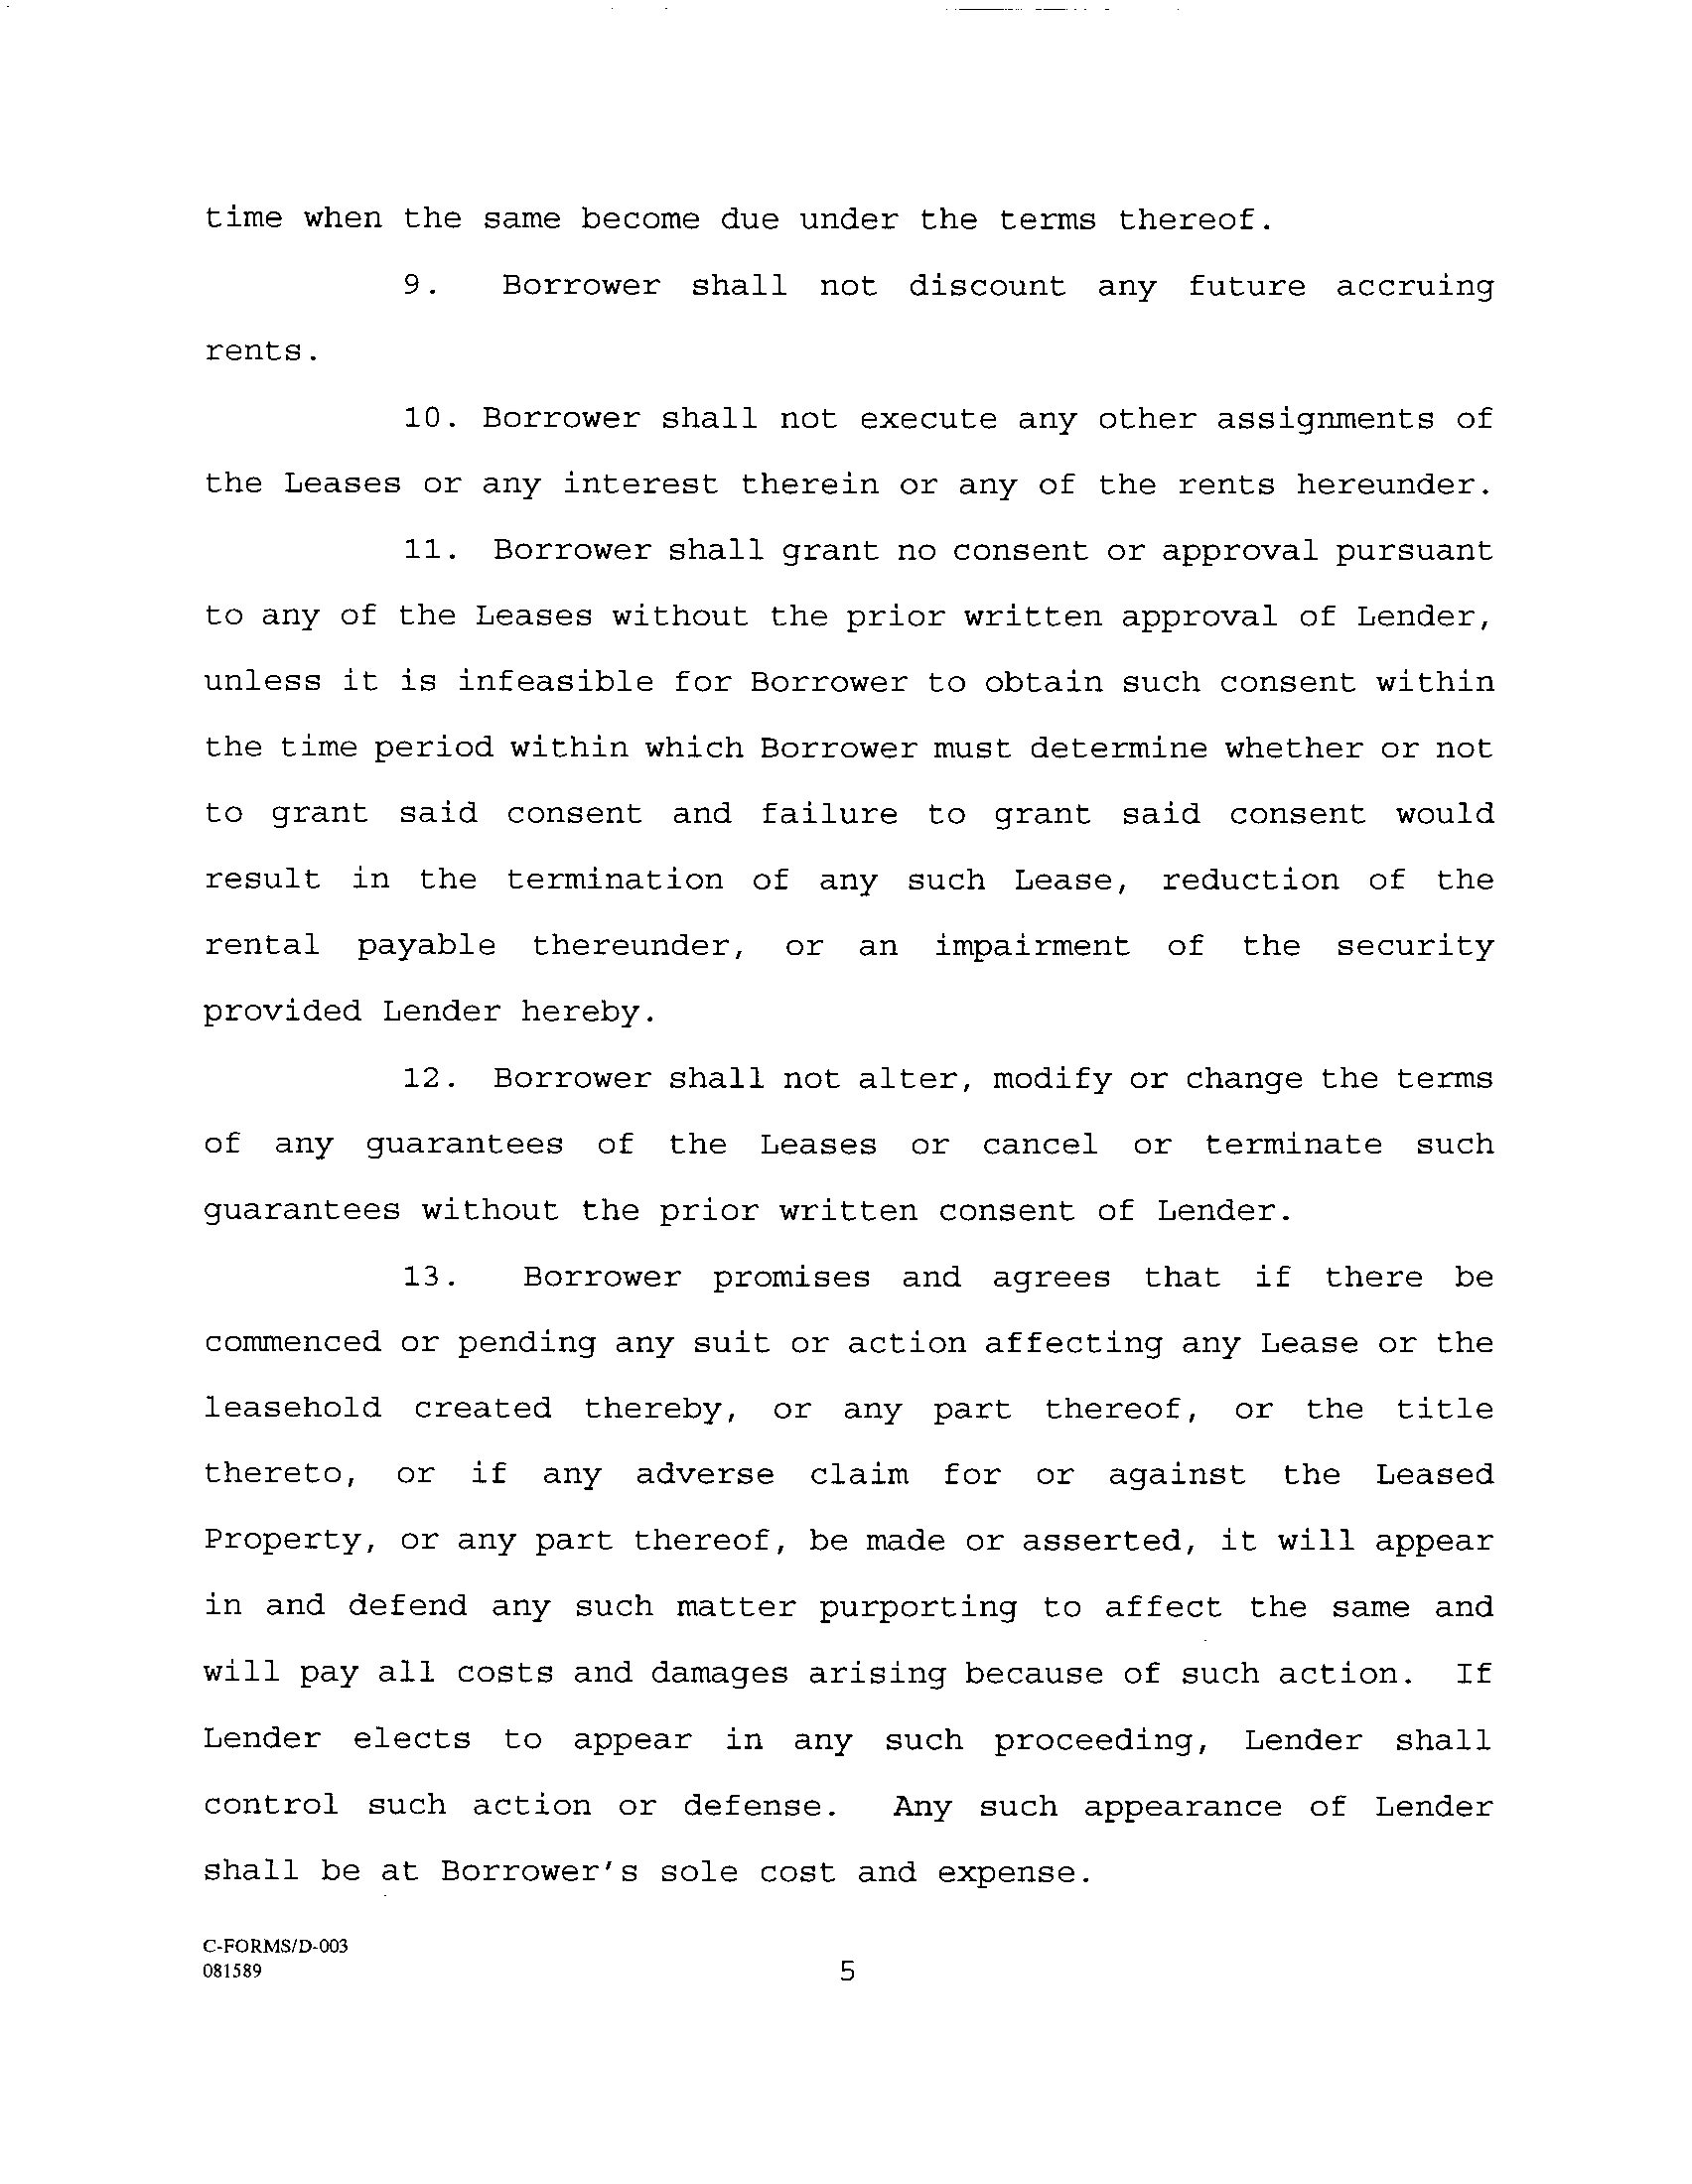 time when the same become due under the terms thereof.
9. Borrower shall not discount any future accruing
rents.
10. Borrower shall not execute any other assignments of
the Leases or any interest therein or any of the rents hereunder.
11. Borrower shall grant no consent or approval pursuant
to any of the Leases without the prior written approval of Lender,
unless it is infeasible for Borrower to obtain such consent within
the time period within which Borrower must determine whether or not
to grant said consent and failure to grant said consent would
result in the termination of any such Lease, reduction of the
rental payable thereunder, or an impairment of the security
provided Lender hereby.
12. Borrower shall not alter, modify or change the terms
of any guarantees of the Leases or cancel or terminate such
guarantees without the prior written consent of Lender.
13. Borrower promises and agrees that if there be
commenced or pending any suit or action affecting any Lease or the
leasehold created thereby, or any part thereof, or the title
thereto, or if any adverse claim for or against the Leased
Property, or any part thereof, be made or asserted, it will appear
in and defend any such matter purporting to affect the same and
will pay all costs and damages arising because of such action. If
Lender elects to appear in any such proceeding, Lender shall
control such action or defense. Any such appearance of Lender
shall be at Borrower's sole cost and expense.
C-FORMS/D-003
081589
5